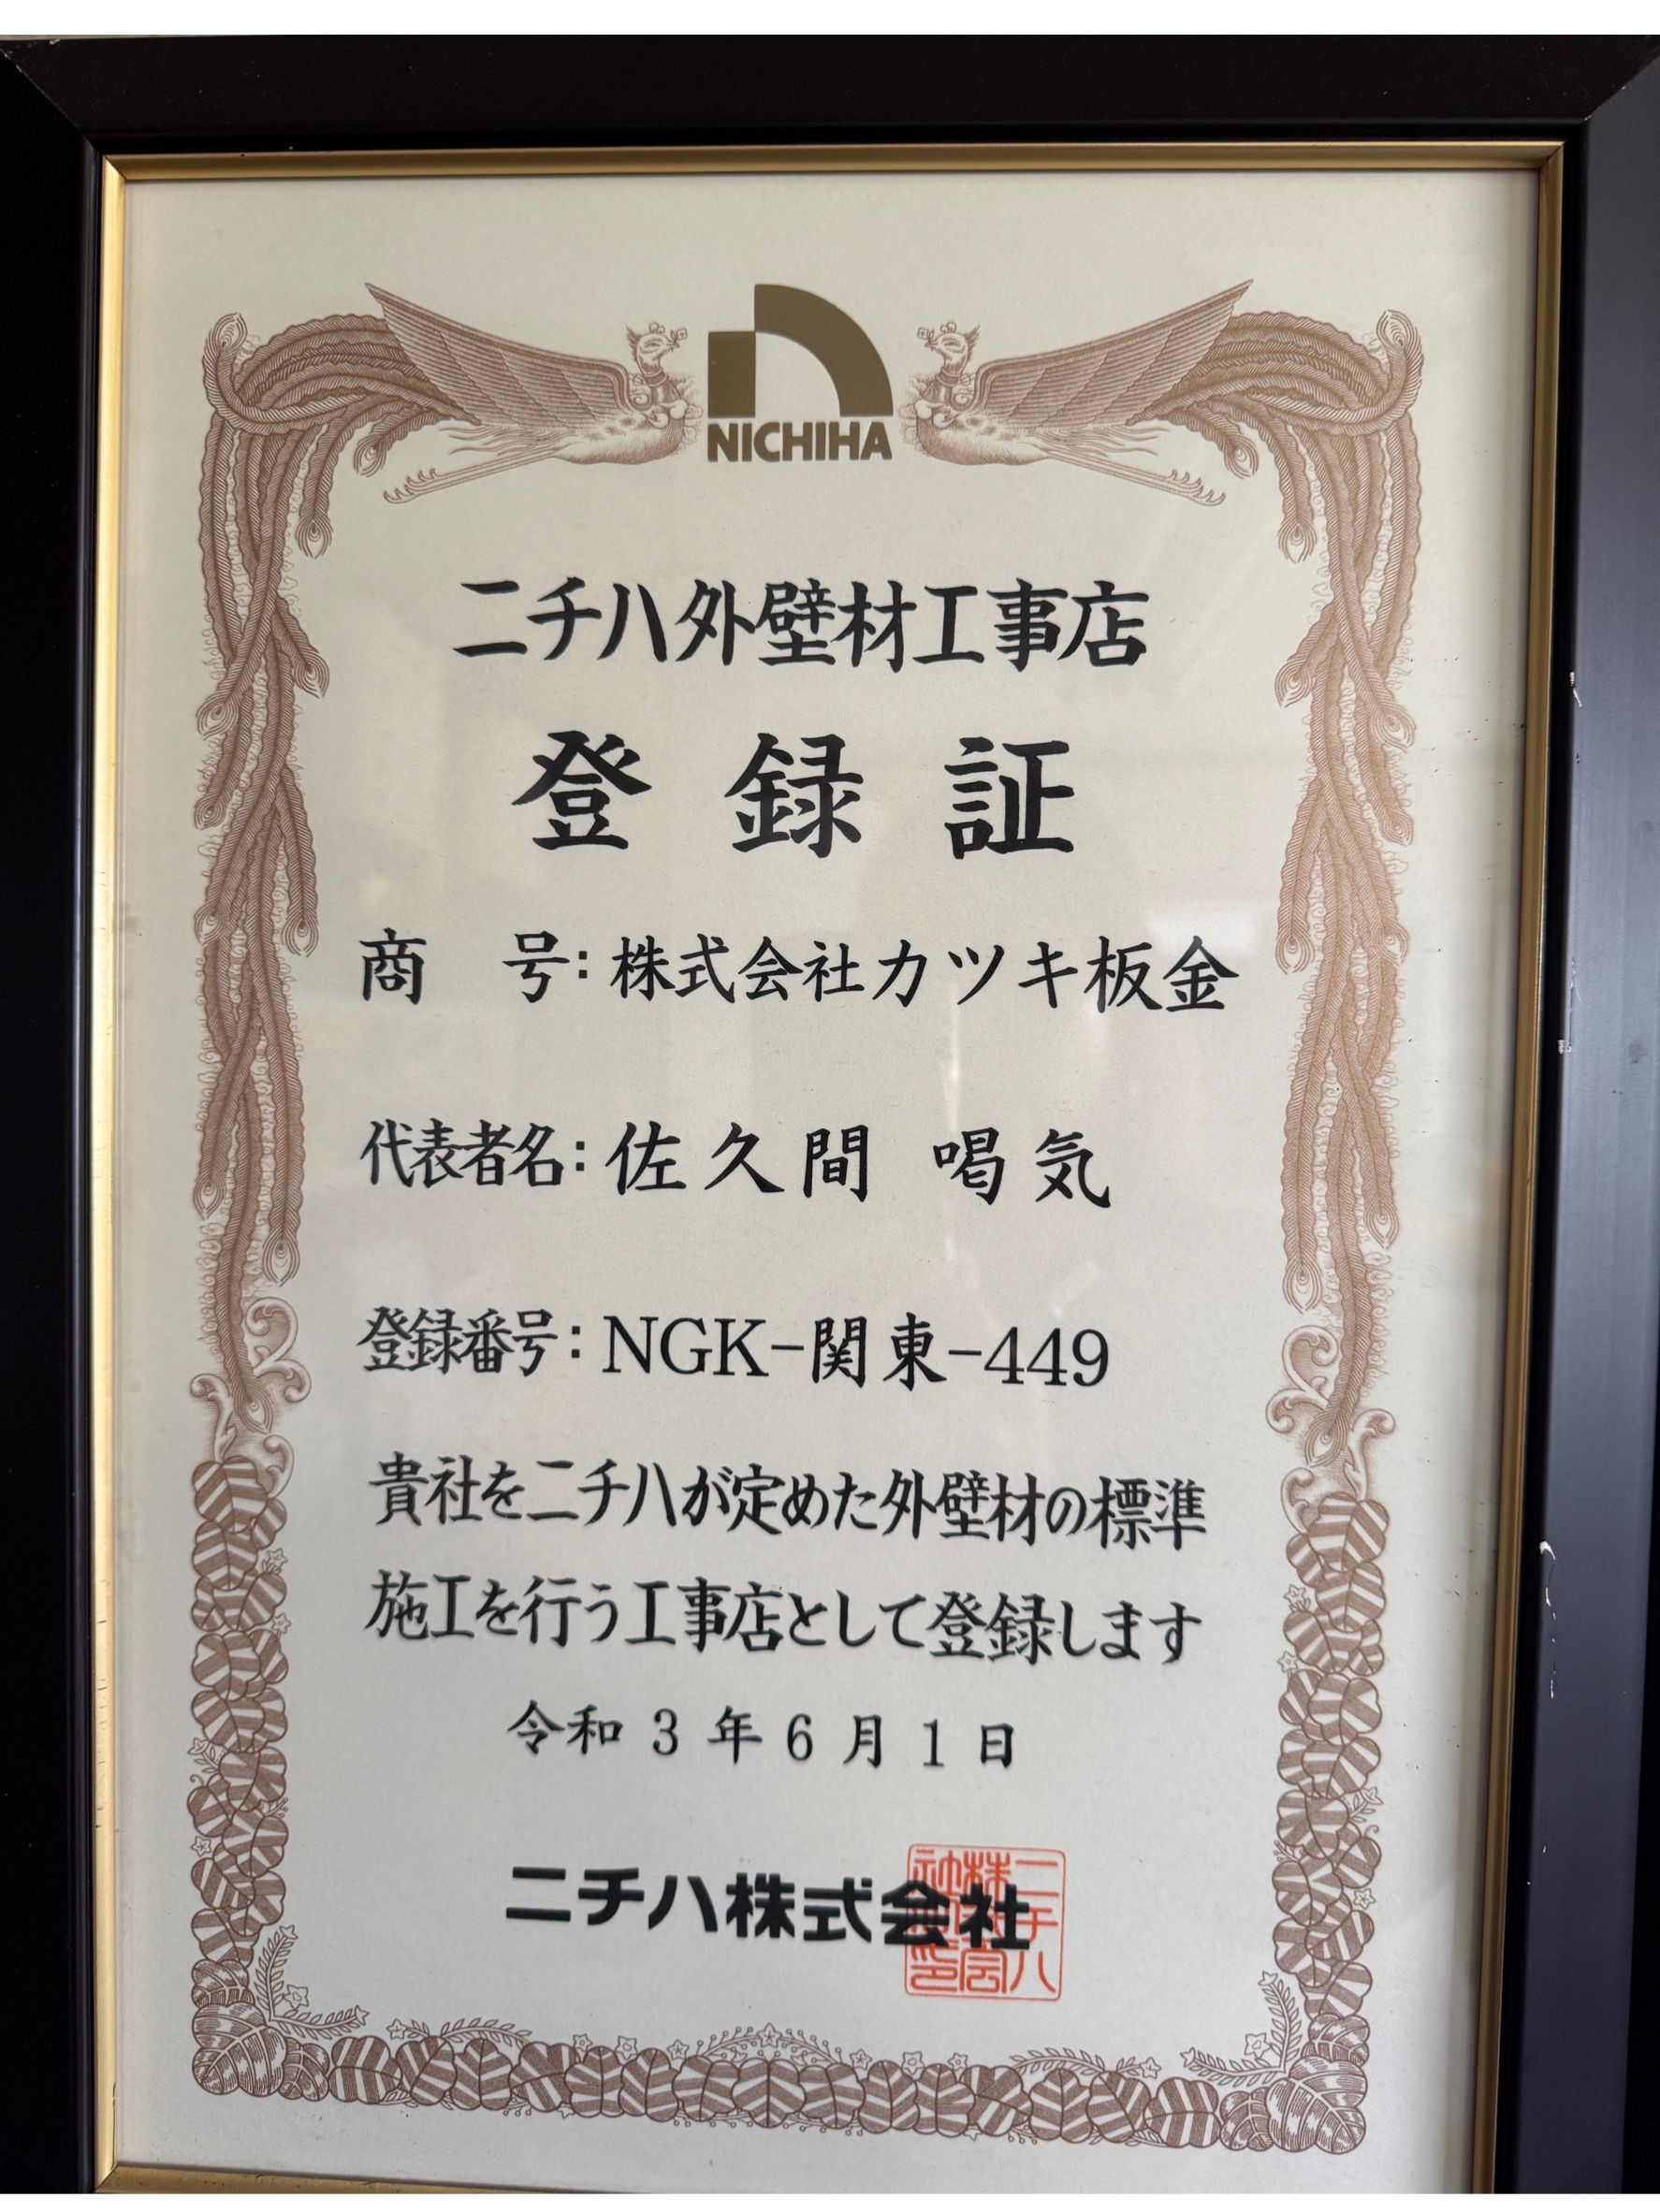 NICHIHA
ニチハ外壁材工事店
登録証
商　号：株式会社カツキ板金
代表者名：佐久間　喝気
登録番号：NGK-関東-449
貴社をニチハが定めた外壁材の標準
施工を行う工事店として登録します
令和３年６月１日
ニチハ株式会社